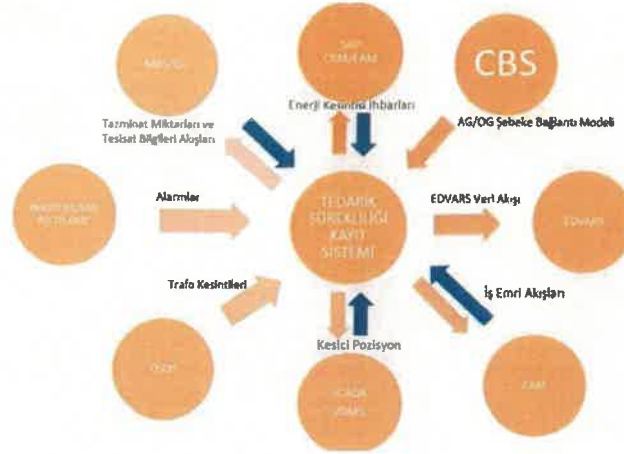 CBS
Enerji Kesintisi İhbarları
AG/OG Şebeke Bağlantı Modeli
Tazminat Miktarları ve
Tesisat Bilgileri Akışları
Alarmlar
TEDARİK
SÜREKLİLİĞİ
KAYIT
SİSTEMİ
EDVARS Veri Akışı
EDVARS
Trafo Kesintileri
İş Emri Akışları
Kesici Pozisyon